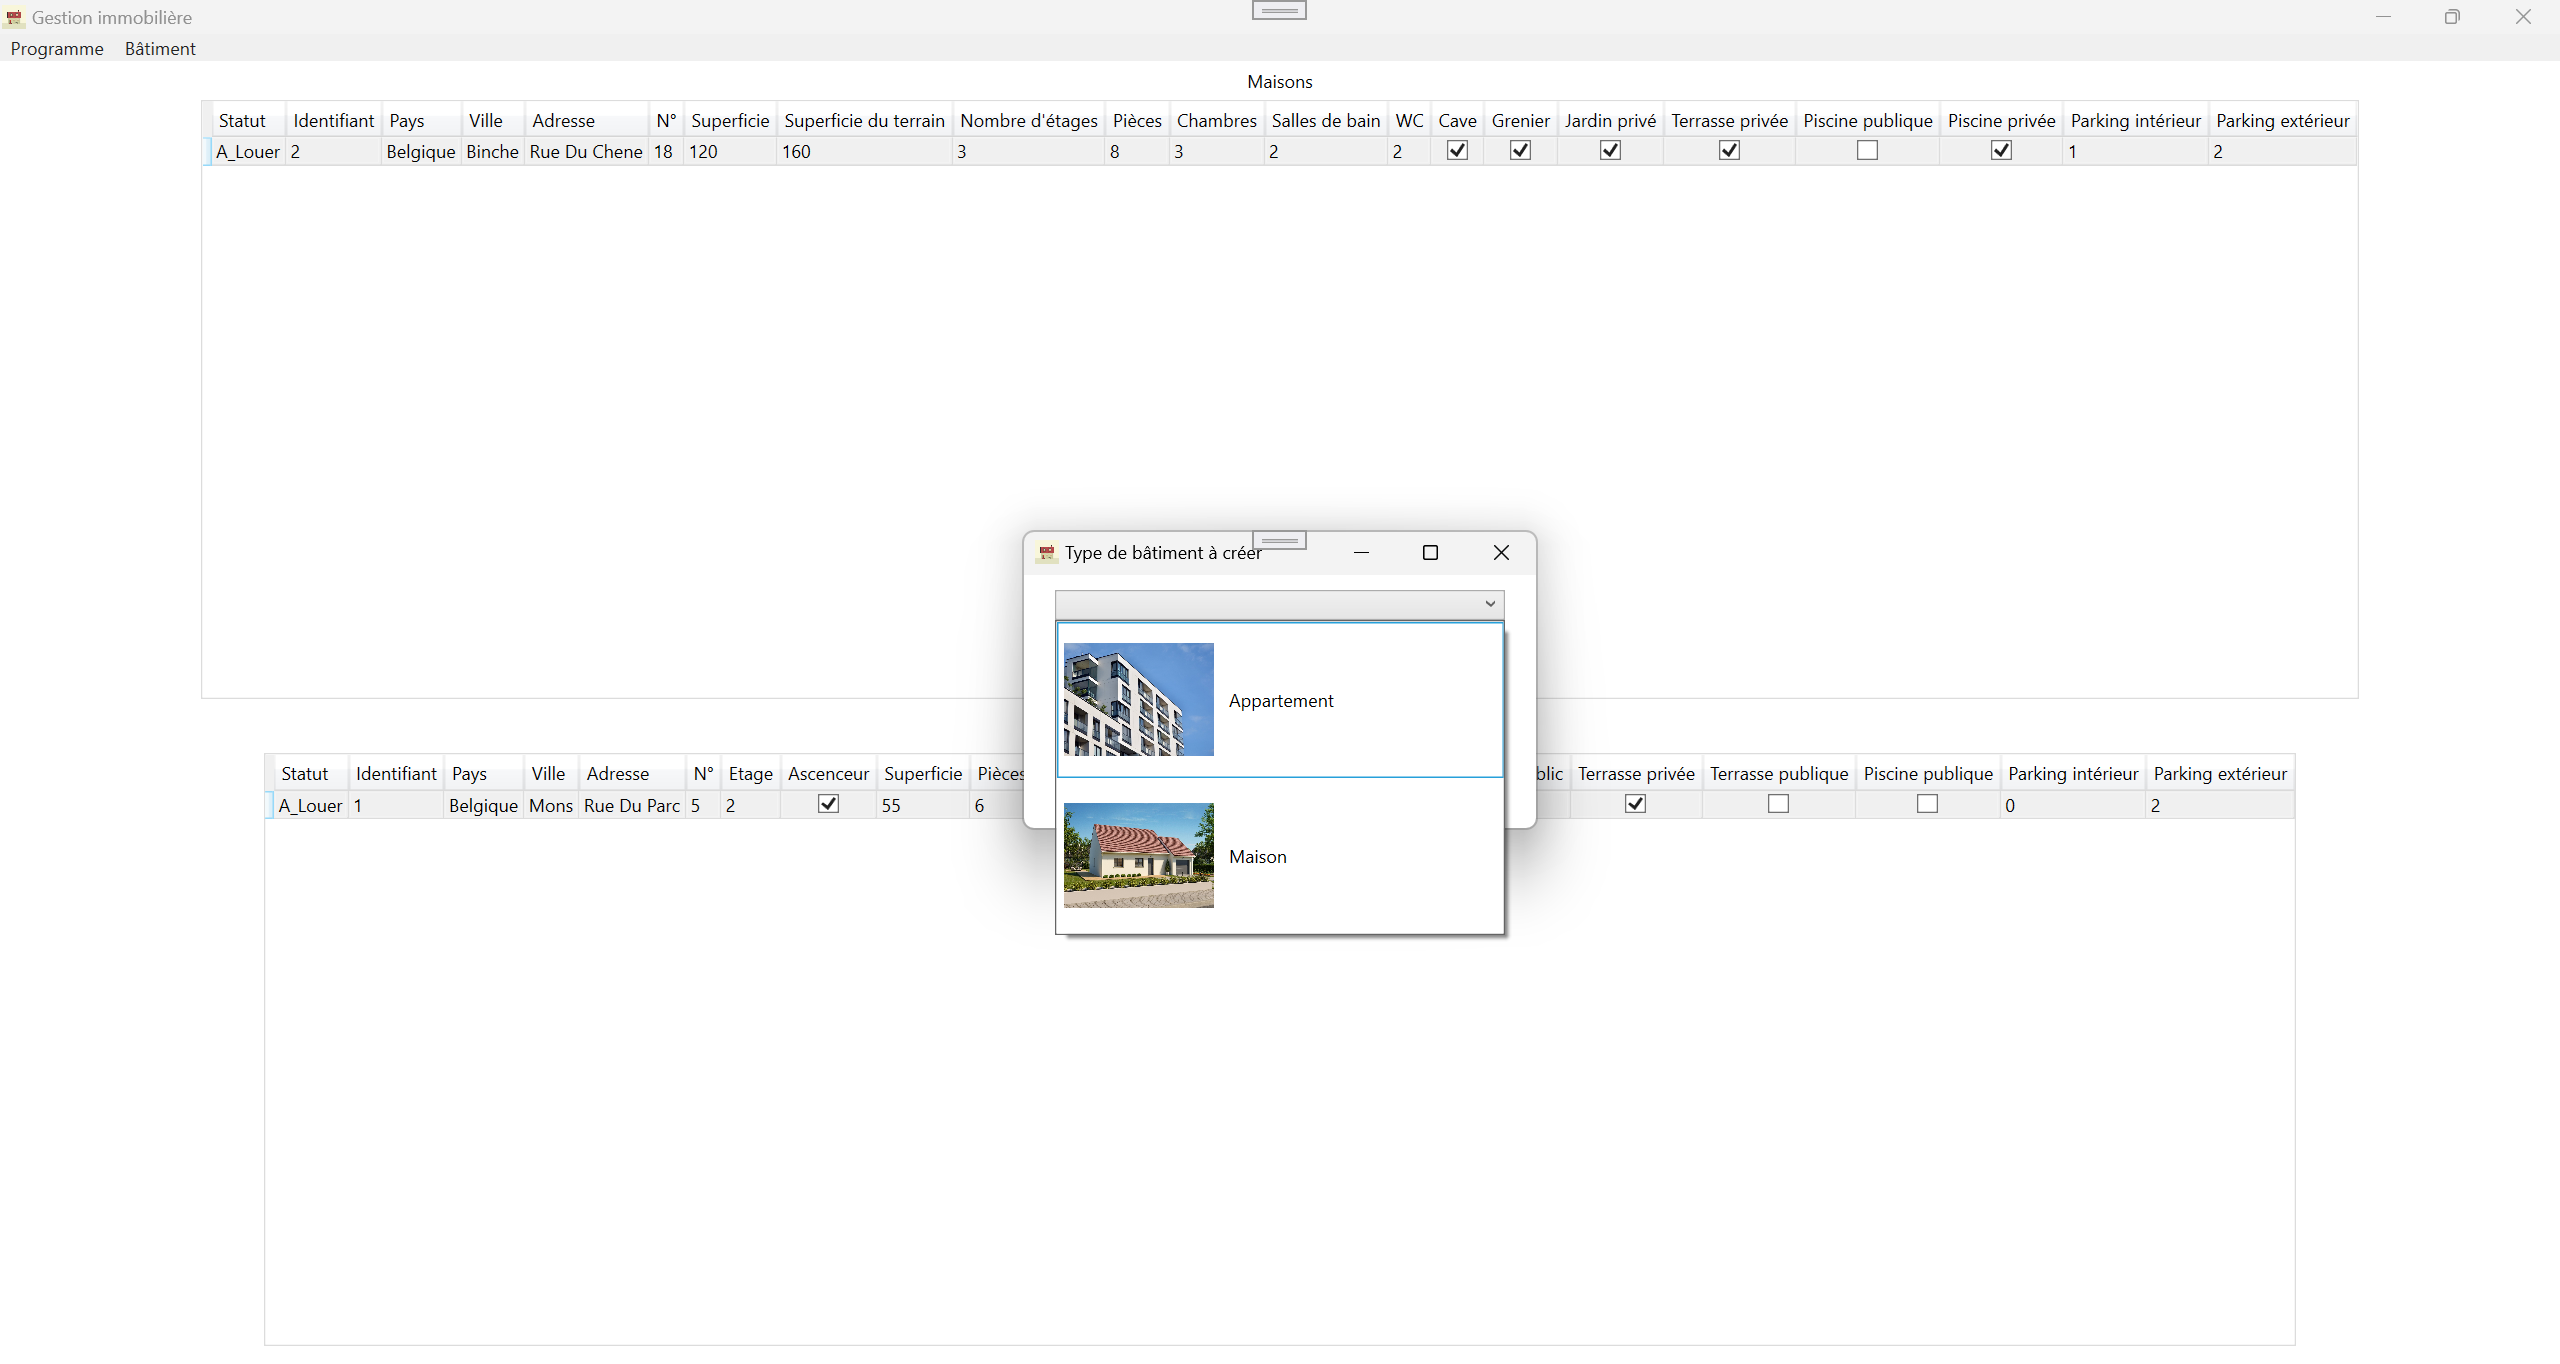 Gestion immobilière
Programme Bâtiment
Maisons
Statut Identifiant Pays Ville Adresse N° Superficie Superficie du terrain Nombre d'étages Pièces Chambres Salles de bain WC Cave Grenier Jardin privé Terrasse privée Piscine publique Piscine privée Parking intérieur Parking extérieur
A_Louer 2 Belgique Binche Rue Du Chene 18 120 160 3 8 3 2 2 1 2
Type de bâtiment à créer
Appartement
Maison
Statut Identifiant Pays Ville Adresse N° Etage Ascenceur Superficie Pièces blic Terrasse privée Terrasse publique Piscine publique Parking intérieur Parking extérieur
A_Louer 1 Belgique Mons Rue Du Parc 5 2 55 6 0 2